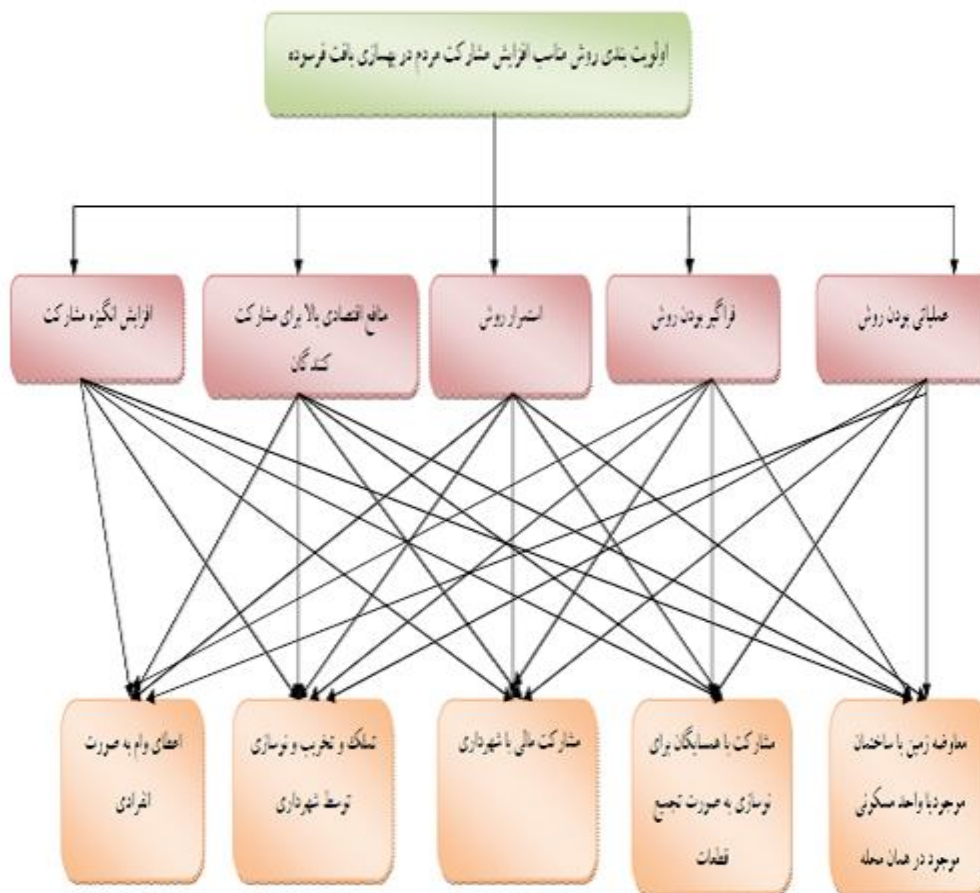 اولویت بندی روش مناسب افزایش مشارکت مردم در بهسازی بافت فرسوده
عملیاتی بودن روش
فراگیر بودن روش
استمرار روش
منافع اقتصادی بالا برای مشارکت
کنندگان
افزایش انگیزه مشارکت
معاوضه زمین یا ساختمان
موجود با واحد مسکونی
موجود در همان محله
مشارکت با همسایگان برای
نوسازی به صورت تجمیع
قطعات
مشارکت مالی با شهرداری
تملک و تخریب و نوسازی
توسط شهرداری
اعطای وام به صورت
انفرادی